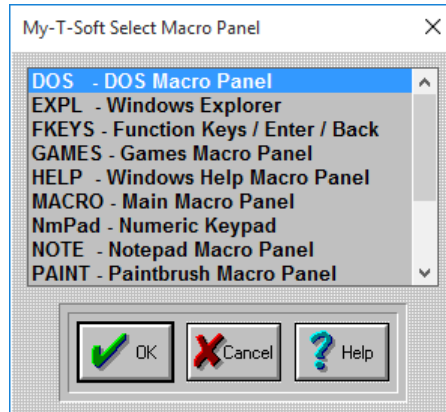 My-T-Soft Select Macro Panel
DOS - DOS Macro Panel
EXPL - Windows Explorer
FKEYS - Function Keys / Enter / Back
GAMES - Games Macro Panel
HELP - Windows Help Macro Panel
MACRO - Main Macro Panel
NmPad - Numeric Keypad
NOTE - Notepad Macro Panel
PAINT - Paintbrush Macro Panel
OK Cancel Help